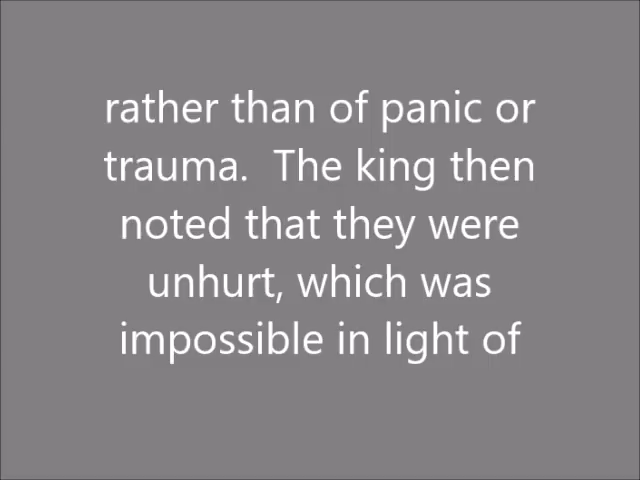 rather than of panic or
trauma.  The king then
noted that they were
unhurt, which was
impossible in light of